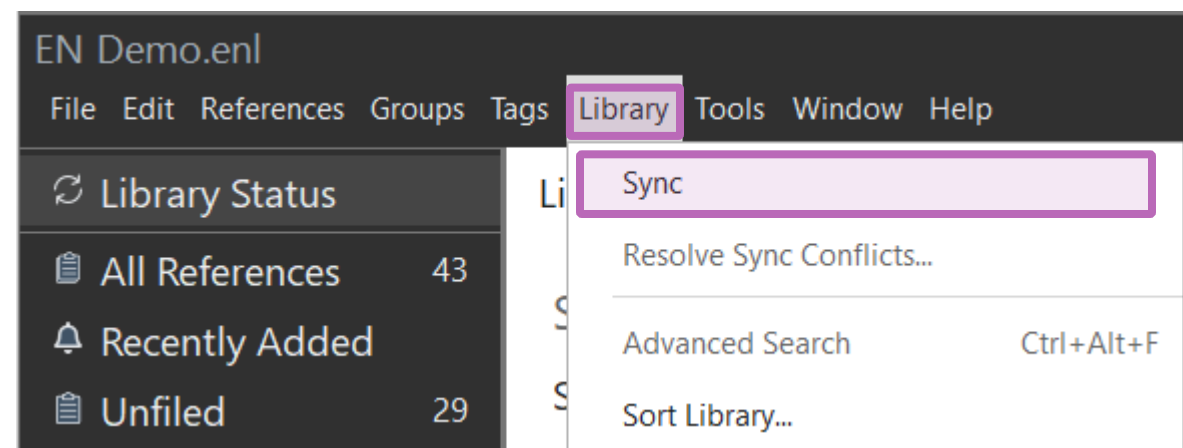 EN Demo.enl
File Edit References Groups Tags Library Tools Window Help
Library Status
All References 43
Recently Added
Unfiled 29
Li
S
S
Sync
Resolve Sync Conflicts...
Advanced Search Ctrl+Alt+F
Sort Library...